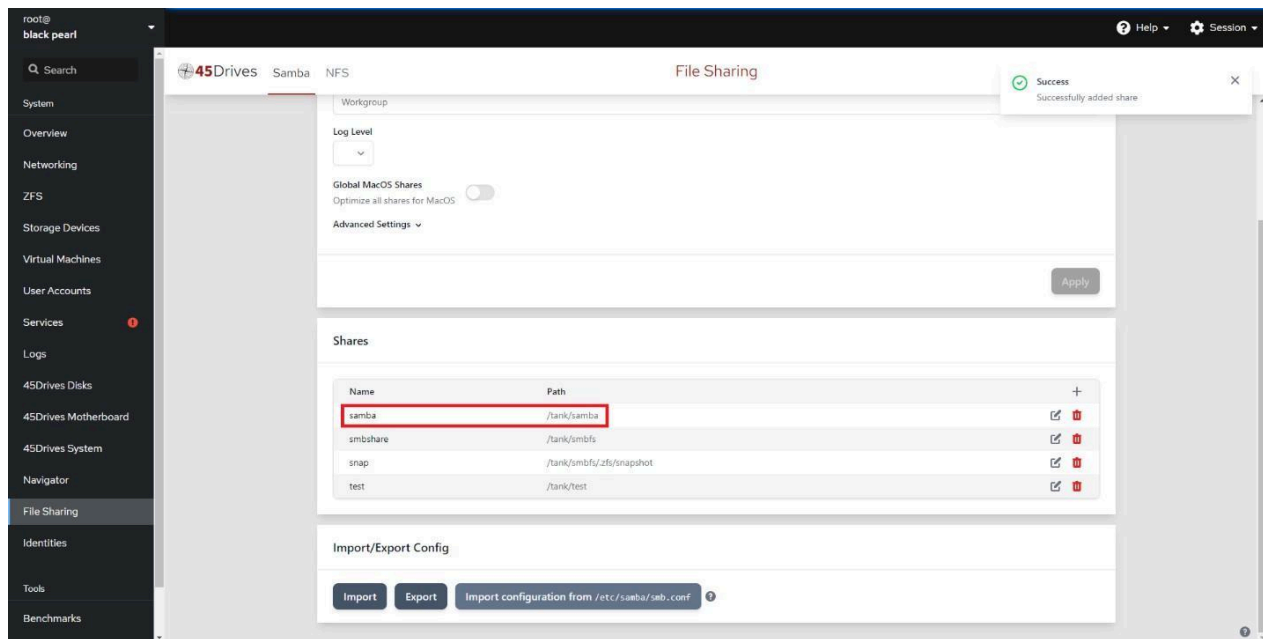 root@
black pearl
Help
Session
Search
45Drives Samba NFS
File Sharing
Success
Successfully added share
System
Overview
Networking
ZFS
Storage Devices
Virtual Machines
User Accounts
Services
Logs
45Drives Disks
45Drives Motherboard
45Drives System
Navigator
File Sharing
Identities
Tools
Benchmarks
Workgroup
Log Level
Global MacOS Shares
Optimize all shares for MacOS
Advanced Settings
Apply
Shares
Name Path
samba /tank/samba
smbshare /tank/smbfs
snap /tank/smbfs/.zfs/snapshot
test /tank/test
Import/Export Config
Import Export Import configuration from /etc/samba/smb.conf